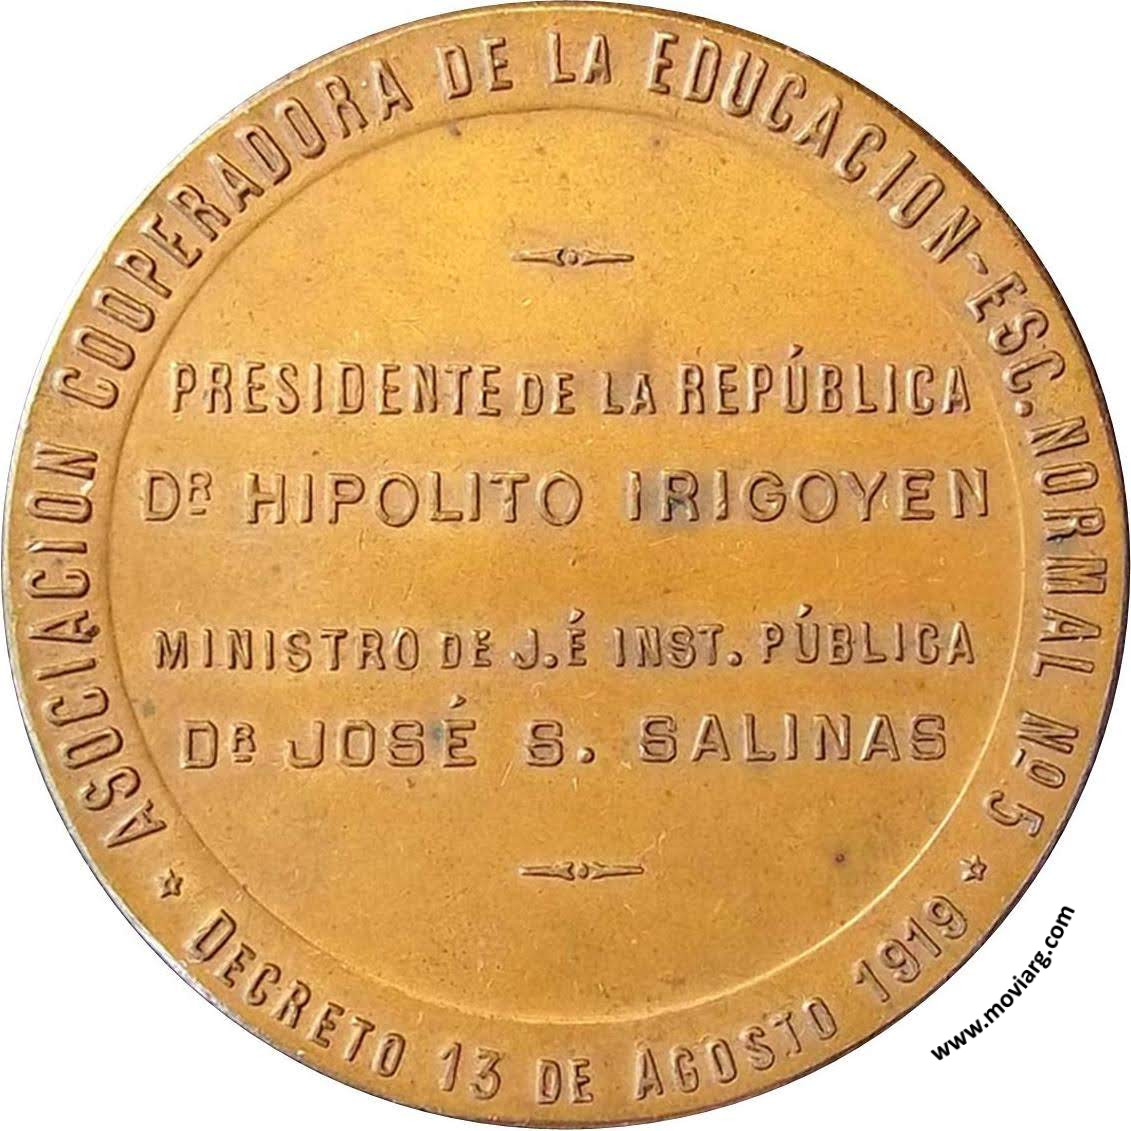 ASOCIACION COOPERADORA DE LA EDUCACION - ESC. NORMAL Nº 5
PRESIDENTE DE LA REPÚBLICA
DR HIPOLITO IRIGOYEN
MINISTRO DE J. É INST. PÚBLICA
DR JOSÉ S. SALINAS
DECRETO 13 DE AGOSTO 1919
www.moviarg.com